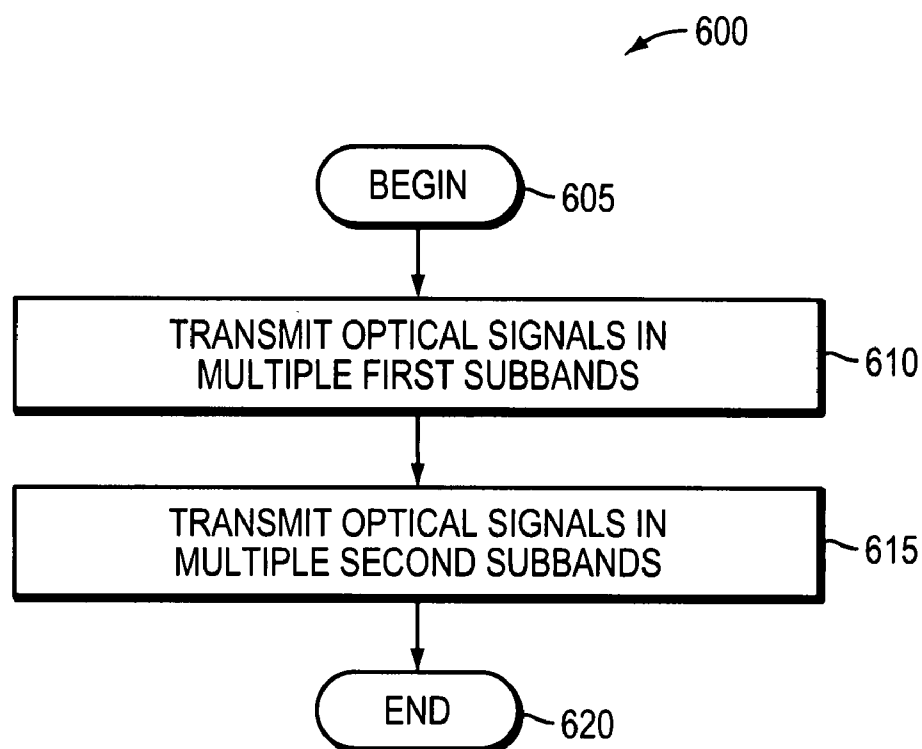 600
BEGIN
605
TRANSMIT OPTICAL SIGNALS IN
MULTIPLE FIRST SUBBANDS
610
TRANSMIT OPTICAL SIGNALS IN
MULTIPLE SECOND SUBBANDS
615
END
620